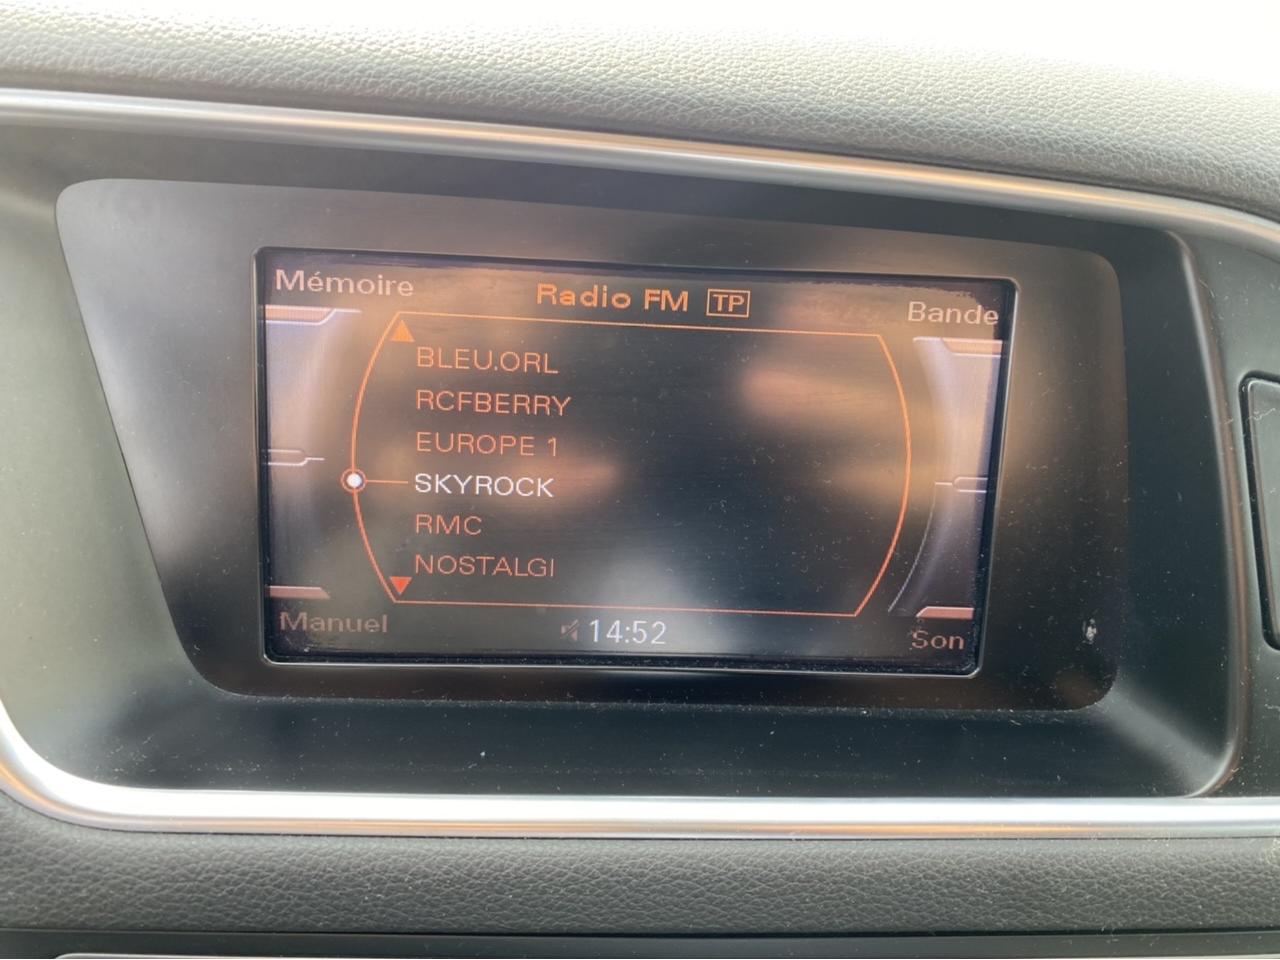 Mémoire
Radio FM TP
Bande
BLEU.ORL
RCFBERRY
EUROPE 1
SKYROCK
RMC
NOSTALGI
Manuel
14:52
Son